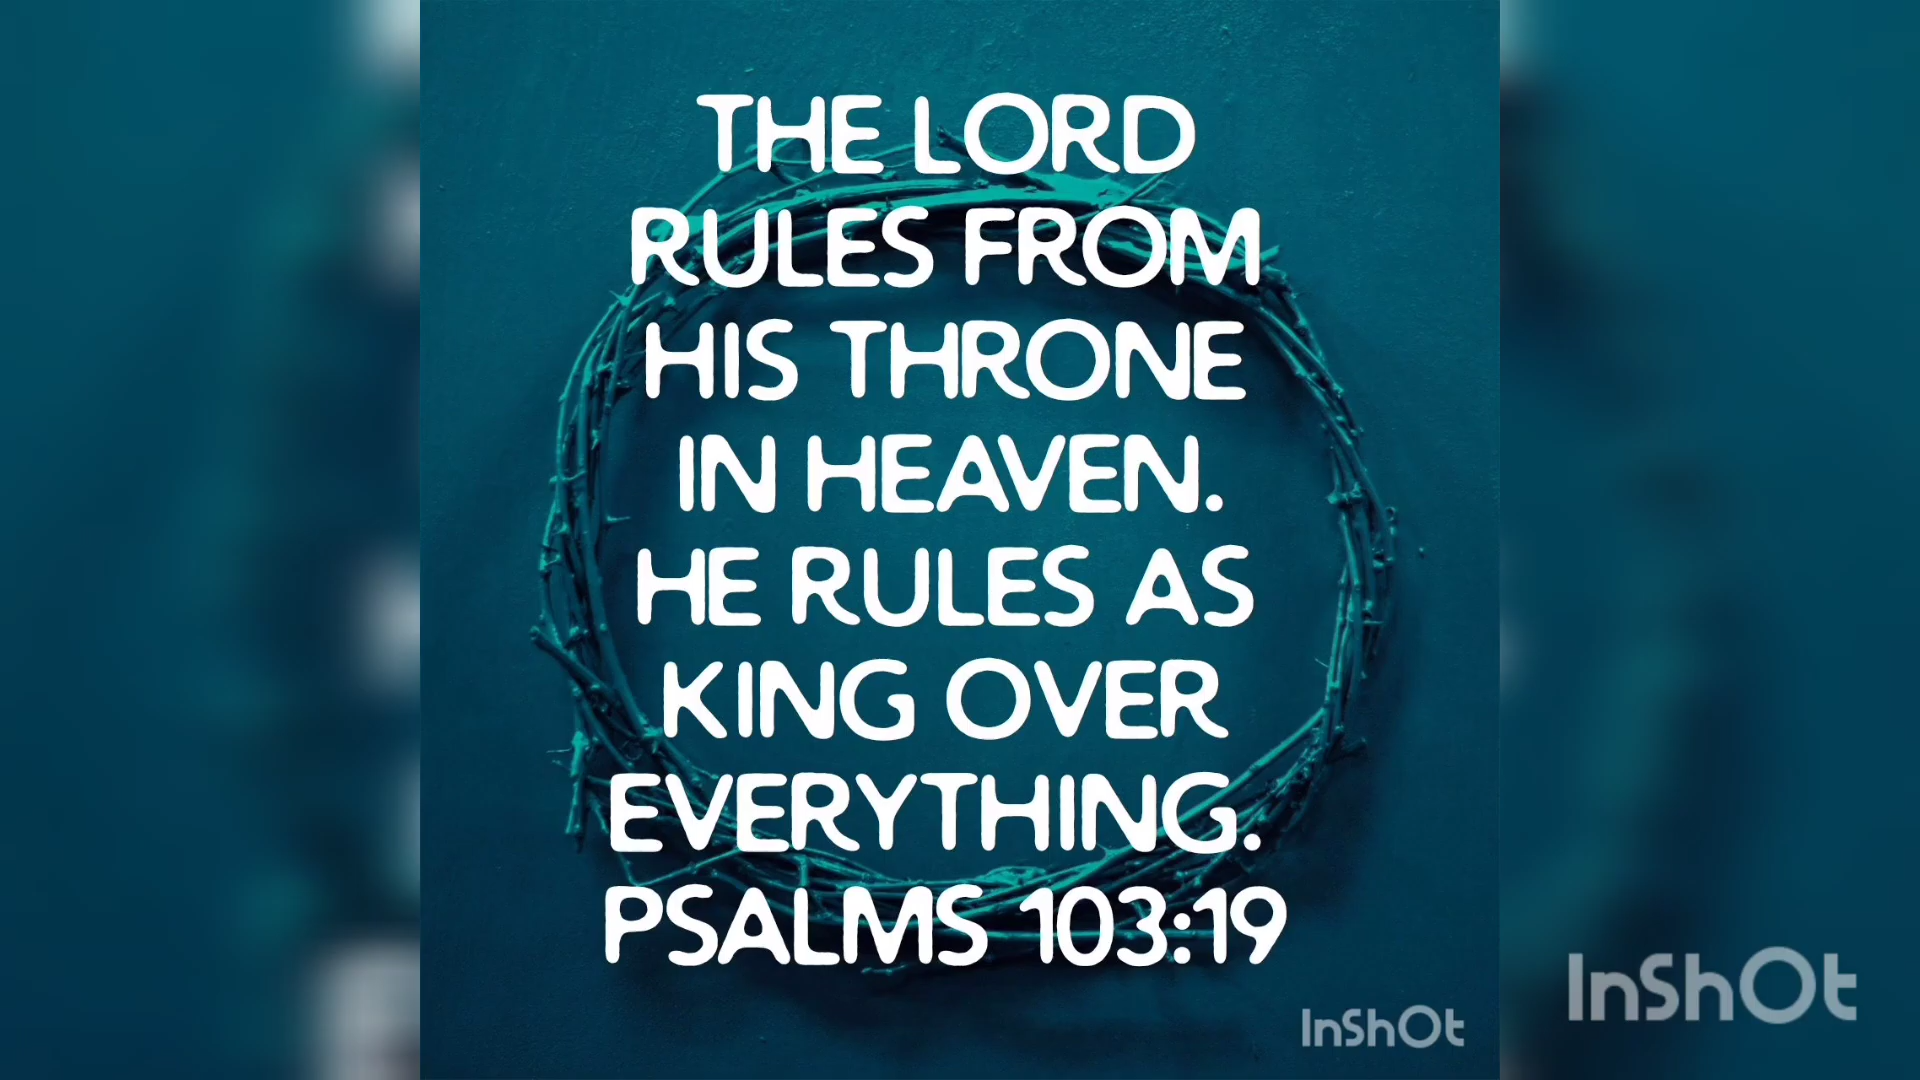 THE LORD
RULES FROM
HIS THRONE
IN HEAVEN.
HE RULES AS
KING OVER
EVERYTHING.
PSALMS 103:19
InShOt
InShOt